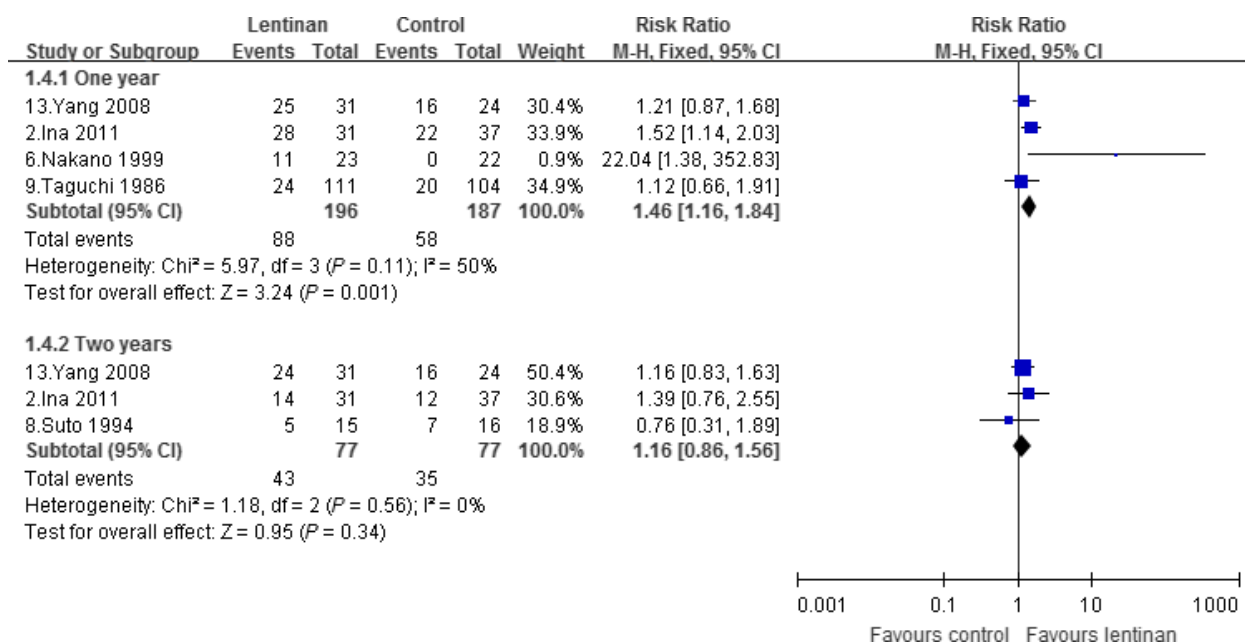 Lentinan Control Risk Ratio Risk Ratio
Study or Subgroup Events Total Events Total Weight M-H, Fixed, 95% CI M-H, Fixed, 95% CI
1.4.1 One year
13.Yang 2008 25 31 16 24 30.4% 1.21 [0.87, 1.68]
2.Ina 2011 28 31 22 37 33.9% 1.52 [1.14, 2.03]
6.Nakano 1999 11 23 0 22 0.9% 22.04 [1.38, 352.83]
9.Taguchi 1986 24 111 20 104 34.9% 1.12 [0.66, 1.91]
Subtotal (95% CI) 196 187 100.0% 1.46 [1.16, 1.84]
Total events 88 58
Heterogeneity: Chi² = 5.97, df = 3 (P = 0.11); I² = 50%
Test for overall effect: Z = 3.24 (P = 0.001)
1.4.2 Two years
13.Yang 2008 24 31 16 24 50.4% 1.16 [0.83, 1.63]
2.Ina 2011 14 31 12 37 30.6% 1.39 [0.76, 2.55]
8.Suto 1994 5 15 7 16 18.9% 0.76 [0.31, 1.89]
Subtotal (95% CI) 77 77 100.0% 1.16 [0.86, 1.56]
Total events 43 35
Heterogeneity: Chi² = 1.18, df = 2 (P = 0.56); I² = 0%
Test for overall effect: Z = 0.95 (P = 0.34)
0.001 0.1 1 10 1000
Favours control Favours lentinan